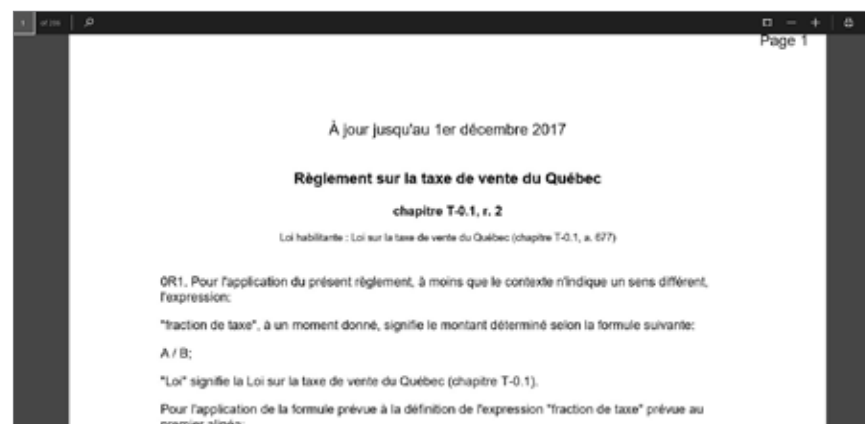 1 of 2
Page 1
À jour jusqu'au 1er décembre 2017
Règlement sur la taxe de vente du Québec
chapitre T-0.1, r. 2
Loi habilitante : Loi sur la taxe de vente du Québec (chapitre T-0.1, a. 677)
0R1. Pour l'application du présent règlement, à moins que le contexte n'indique un sens différent,
l'expression:
"fraction de taxe", à un moment donné, signifie le montant déterminé selon la formule suivante:
A / B;
"Loi" signifie la Loi sur la taxe de vente du Québec (chapitre T-0.1).
Pour l'application de la formule prévue à la définition de l'expression "fraction de taxe" prévue au
premier alinéa: